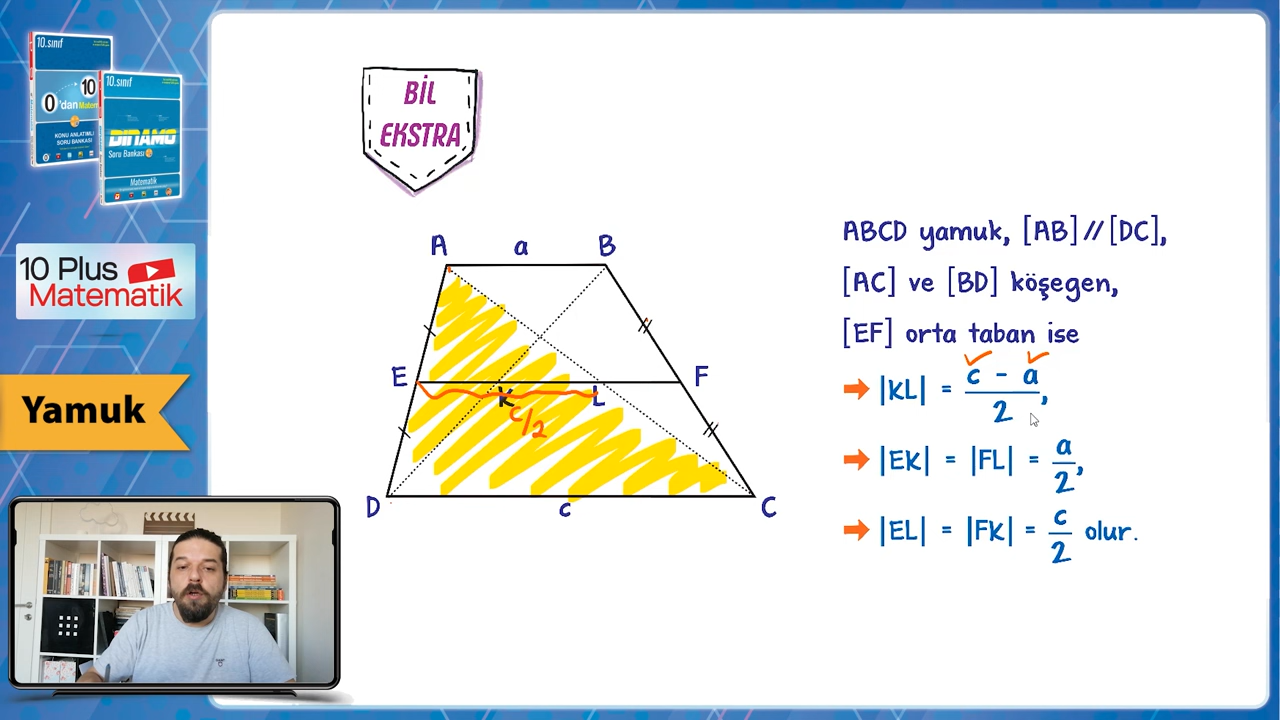 10.sınıf
0'dan 10
KONU ANLATIMLI
SORU BANKASI
10.sınıf
DİNAMO
Soru Bankası
Matematik
10 Plus
Matematik
Yamuk
BİL
EKSTRA
A a B
E K L F
c/2
D c C
ABCD yamuk, [AB] // [DC],
[AC] ve [BD] köşegen,
[EF] orta taban ise
→ |KL| = c - a / 2,
→ |EK| = |FL| = a/2,
→ |EL| = |FK| = c/2 olur.